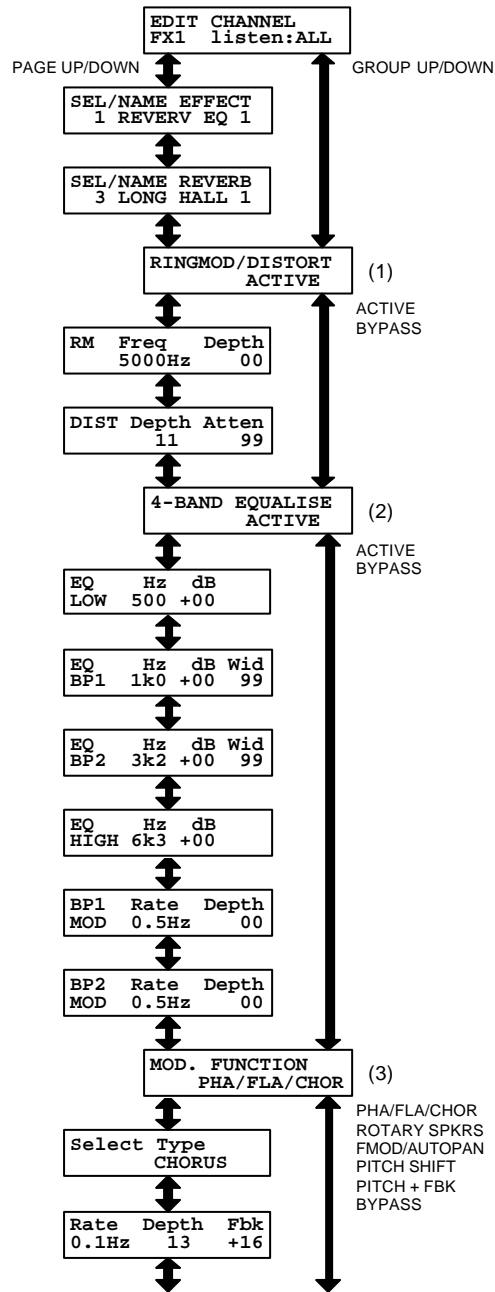 EDIT CHANNEL
FX1 listen:ALL
PAGE UP/DOWN
GROUP UP/DOWN
SEL/NAME EFFECT
1 REVERV EQ 1
SEL/NAME REVERB
3 LONG HALL 1
RINGMOD/DISTORT
ACTIVE
(1)
ACTIVE
BYPASS
RM Freq Depth
5000Hz 00
DIST Depth Atten
11 99
4-BAND EQUALISE
ACTIVE
(2)
ACTIVE
BYPASS
EQ Hz dB
LOW 500 +00
EQ Hz dB Wid
BP1 1k0 +00 99
EQ Hz dB Wid
BP2 3k2 +00 99
EQ Hz dB
HIGH 6k3 +00
BP1 Rate Depth
MOD 0.5Hz 00
BP2 Rate Depth
MOD 0.5Hz 00
MOD. FUNCTION
PHA/FLA/CHOR
(3)
PHA/FLA/CHOR
ROTARY SPKRS
FMOD/AUTOPAN
PITCH SHIFT
PITCH + FBK
BYPASS
Select Type
CHORUS
Rate Depth Fbk
0.1Hz 13 +16